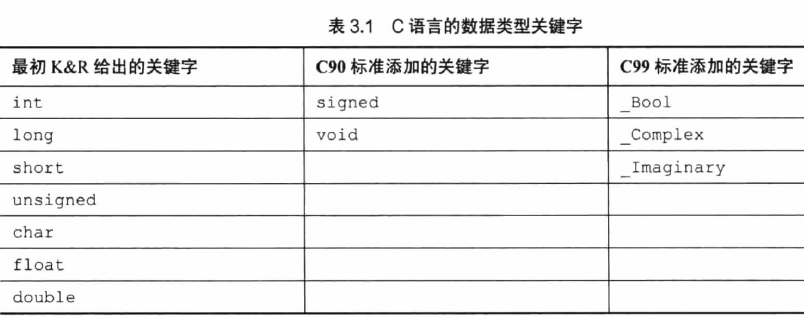 表 3.1 C 语言的数据类型关键字
最初 K&R 给出的关键字 C90 标准添加的关键字 C99 标准添加的关键字
int signed _Bool
long void _Complex
short _Imaginary
unsigned
char
float
double